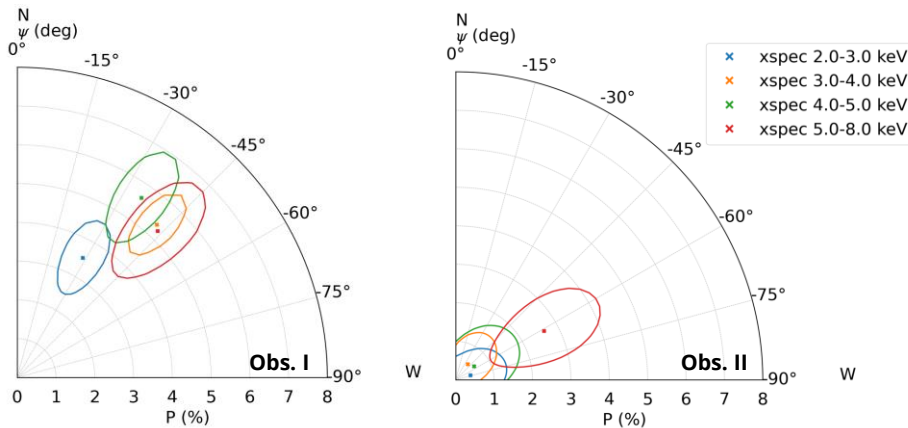 N
ψ (deg)
0°
-15°
-30°
-45°
-60°
-75°
-90°
Obs. I
0 1 2 3 4 5 6 7 8
P (%)
W
N
ψ (deg)
0°
-15°
-30°
-45°
-60°
-75°
-90°
Obs. II
0 1 2 3 4 5 6 7 8
P (%)
W
xspec 2.0-3.0 keV
xspec 3.0-4.0 keV
xspec 4.0-5.0 keV
xspec 5.0-8.0 keV